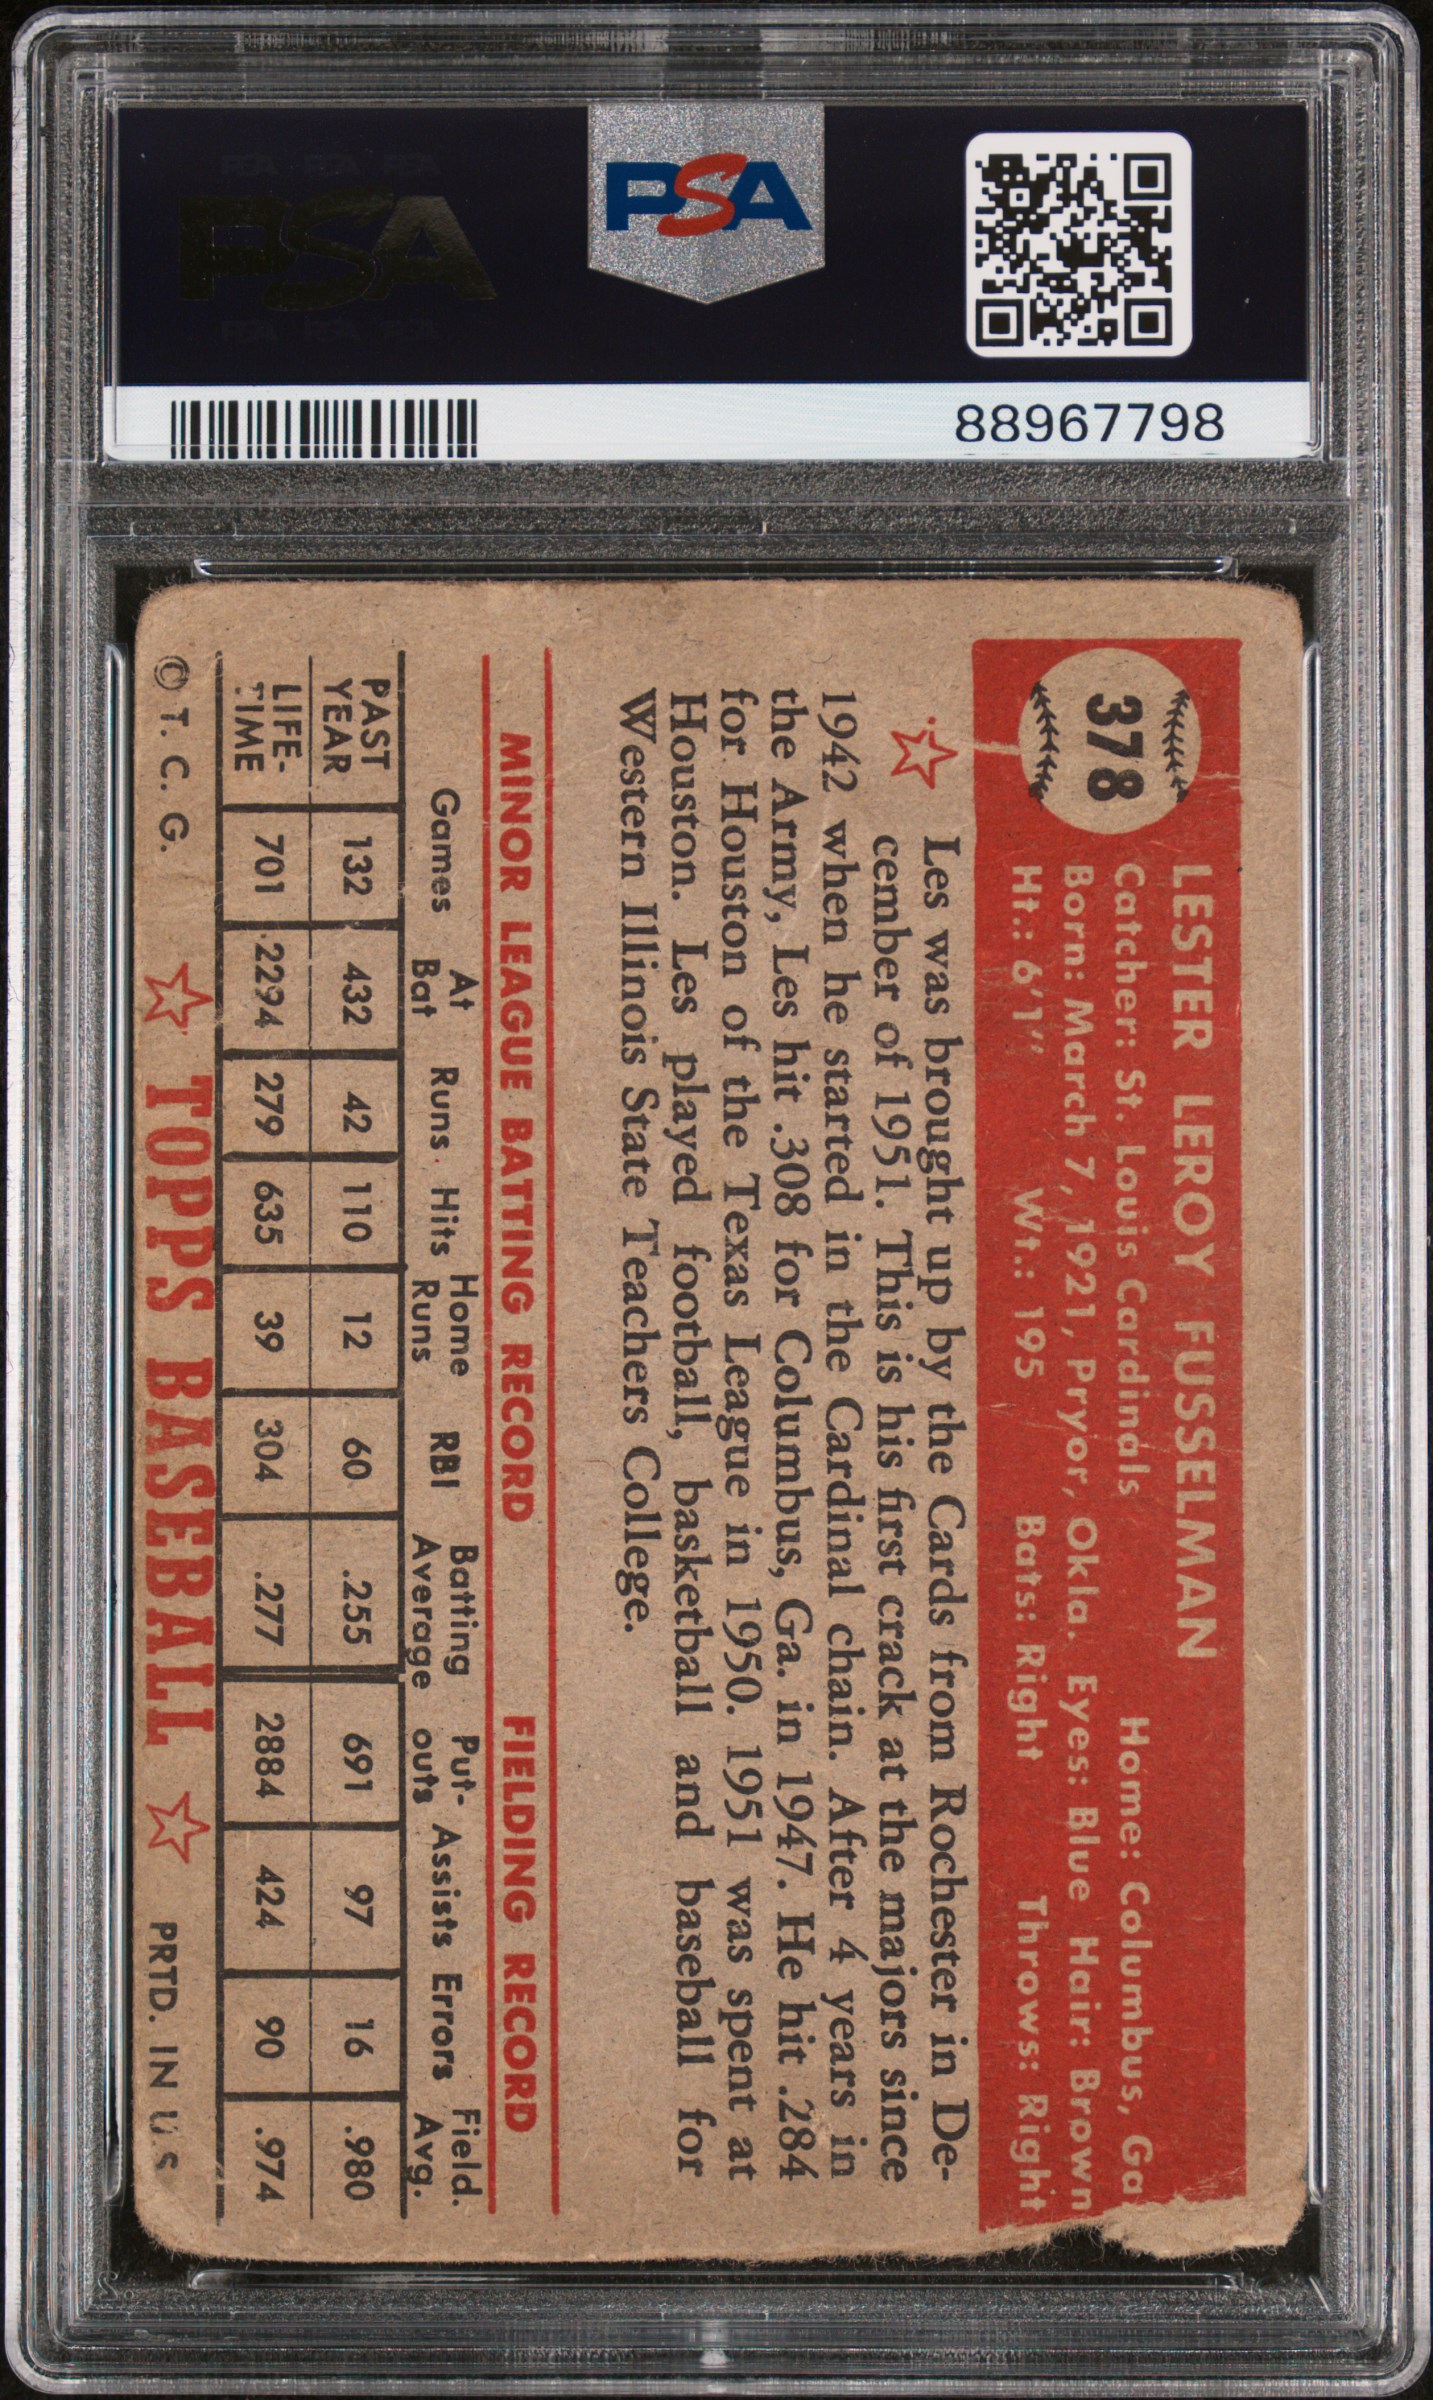 PSA
PSA
PSA PSA PSA
PSA PSA PSA
88967798
378
LESTER LEROY FUSSELMAN
Catcher: St. Louis Cardinals Home: Columbus, Ga
Born: March 7, 1921, Pryor, Okla. Eyes: Blue Hair: Brown
Ht.: 6'1" Wt.: 195 Bats: Right Throws: Right
Les was brought up by the Cards from Rochester in De-
cember of 1951. This is his first crack at the majors since
1942 when he started in the Cardinal chain. After 4 years in
the Army, Les hit .308 for Columbus, Ga. in 1947. He hit .284
for Houston of the Texas League in 1950. 1951 was spent at
Houston. Les played football, basketball and baseball for
Western Illinois State Teachers College.
MINOR LEAGUE BATTING RECORD FIELDING RECORD
Games At Bat Runs Hits Home Runs RBI Batting Average Put-outs Assists Errors Field. Avg.
PAST YEAR 132 432 42 110 12 60 .255 691 97 16 .980
LIFE-TIME 701 2294 279 635 39 304 .277 2884 424 90 .974
© T. C. G. TOPPS BASEBALL PRTD. IN U.S